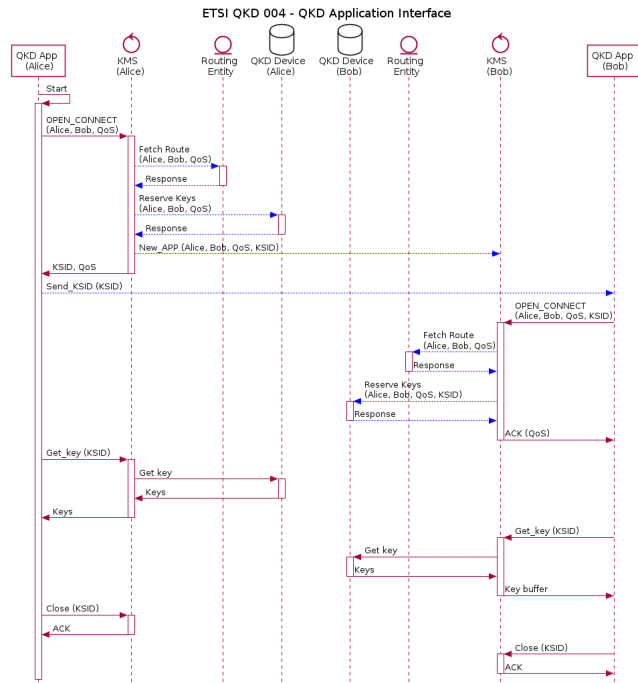 ETSI QKD 004 - QKD Application Interface
QKD App
(Alice)
KMS
(Alice)
Routing
Entity
QKD Device
(Alice)
QKD Device
(Bob)
Routing
Entity
KMS
(Bob)
QKD App
(Bob)
Start
OPEN_CONNECT
(Alice, Bob, QoS)
Fetch Route
(Alice, Bob, QoS)
Response
Reserve Keys
(Alice, Bob, QoS)
Response
New_APP (Alice, Bob, QoS, KSID)
KSID, QoS
Send_KSID (KSID)
OPEN_CONNECT
(Alice, Bob, QoS, KSID)
Fetch Route
(Alice, Bob, QoS)
Response
Reserve Keys
(Alice, Bob, QoS, KSID)
Response
ACK (QoS)
Get_key (KSID)
Get key
Keys
Keys
Get_key (KSID)
Get key
Keys
Key buffer
Close (KSID)
ACK
Close (KSID)
ACK